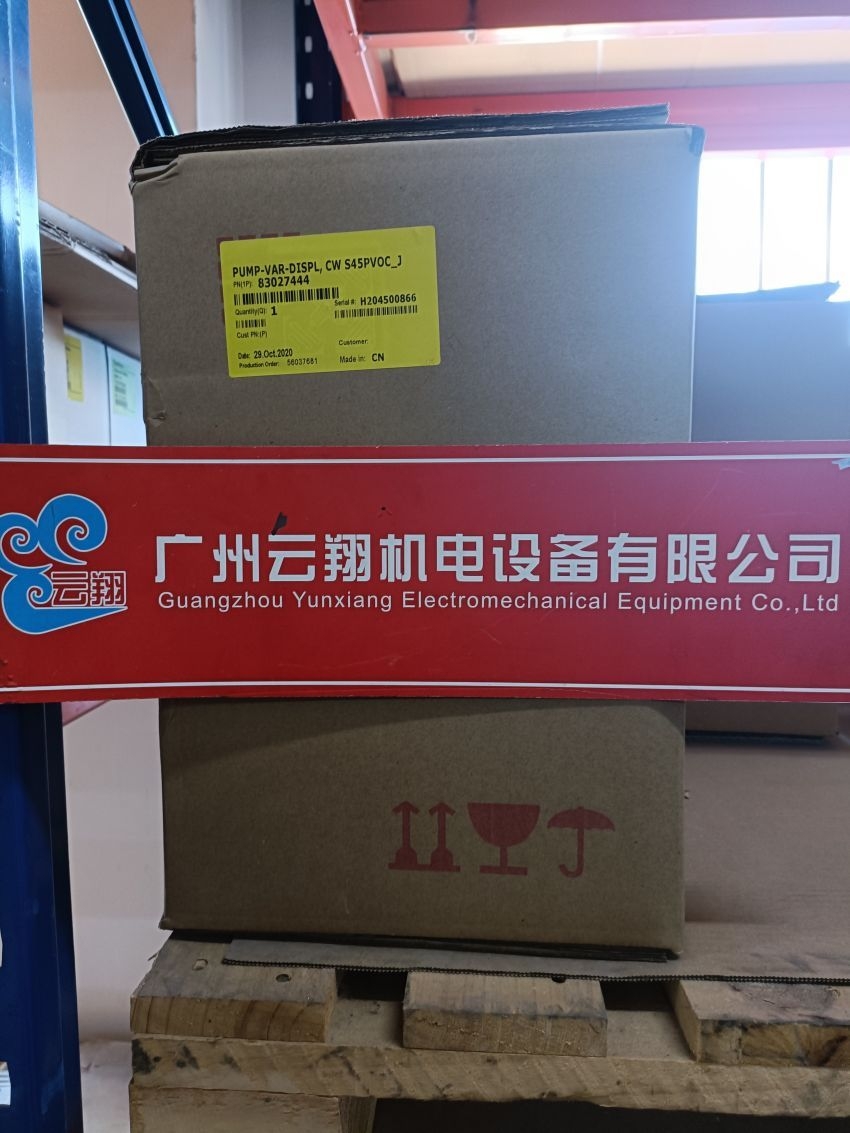 PUMP-VAR-DISPL, CW S45PVOC_J
PN(1P): 83027444
Serial #: H204500866
Quantity(Q): 1
Cust PN:(P)
Customer:
Date: 29.Oct.2020
Made in: CN
Production Order: 56037681
云翔
广州云翔机电设备有限公司
Guangzhou Yunxiang Electromechanical Equipment Co.,Ltd